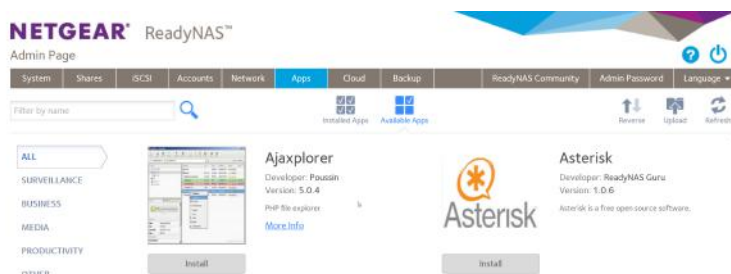 NETGEAR® ReadyNAS™
Admin Page
System Shares iSCSI Accounts Network Apps Cloud Backup ReadyNAS Community Admin Password Language
Filter by name
Installed Apps Available Apps Reverse Upload Refresh
ALL
SURVEILLANCE
BUSINESS
MEDIA
PRODUCTIVITY
OTHER
Ajaxplorer
Developer: Poussin
Version: 5.0.4
PHP file explorer
More Info
Install
Asterisk
Asterisk
Developer: ReadyNAS Guru
Version: 1.0.6
Asterisk is a free open source software.
Install